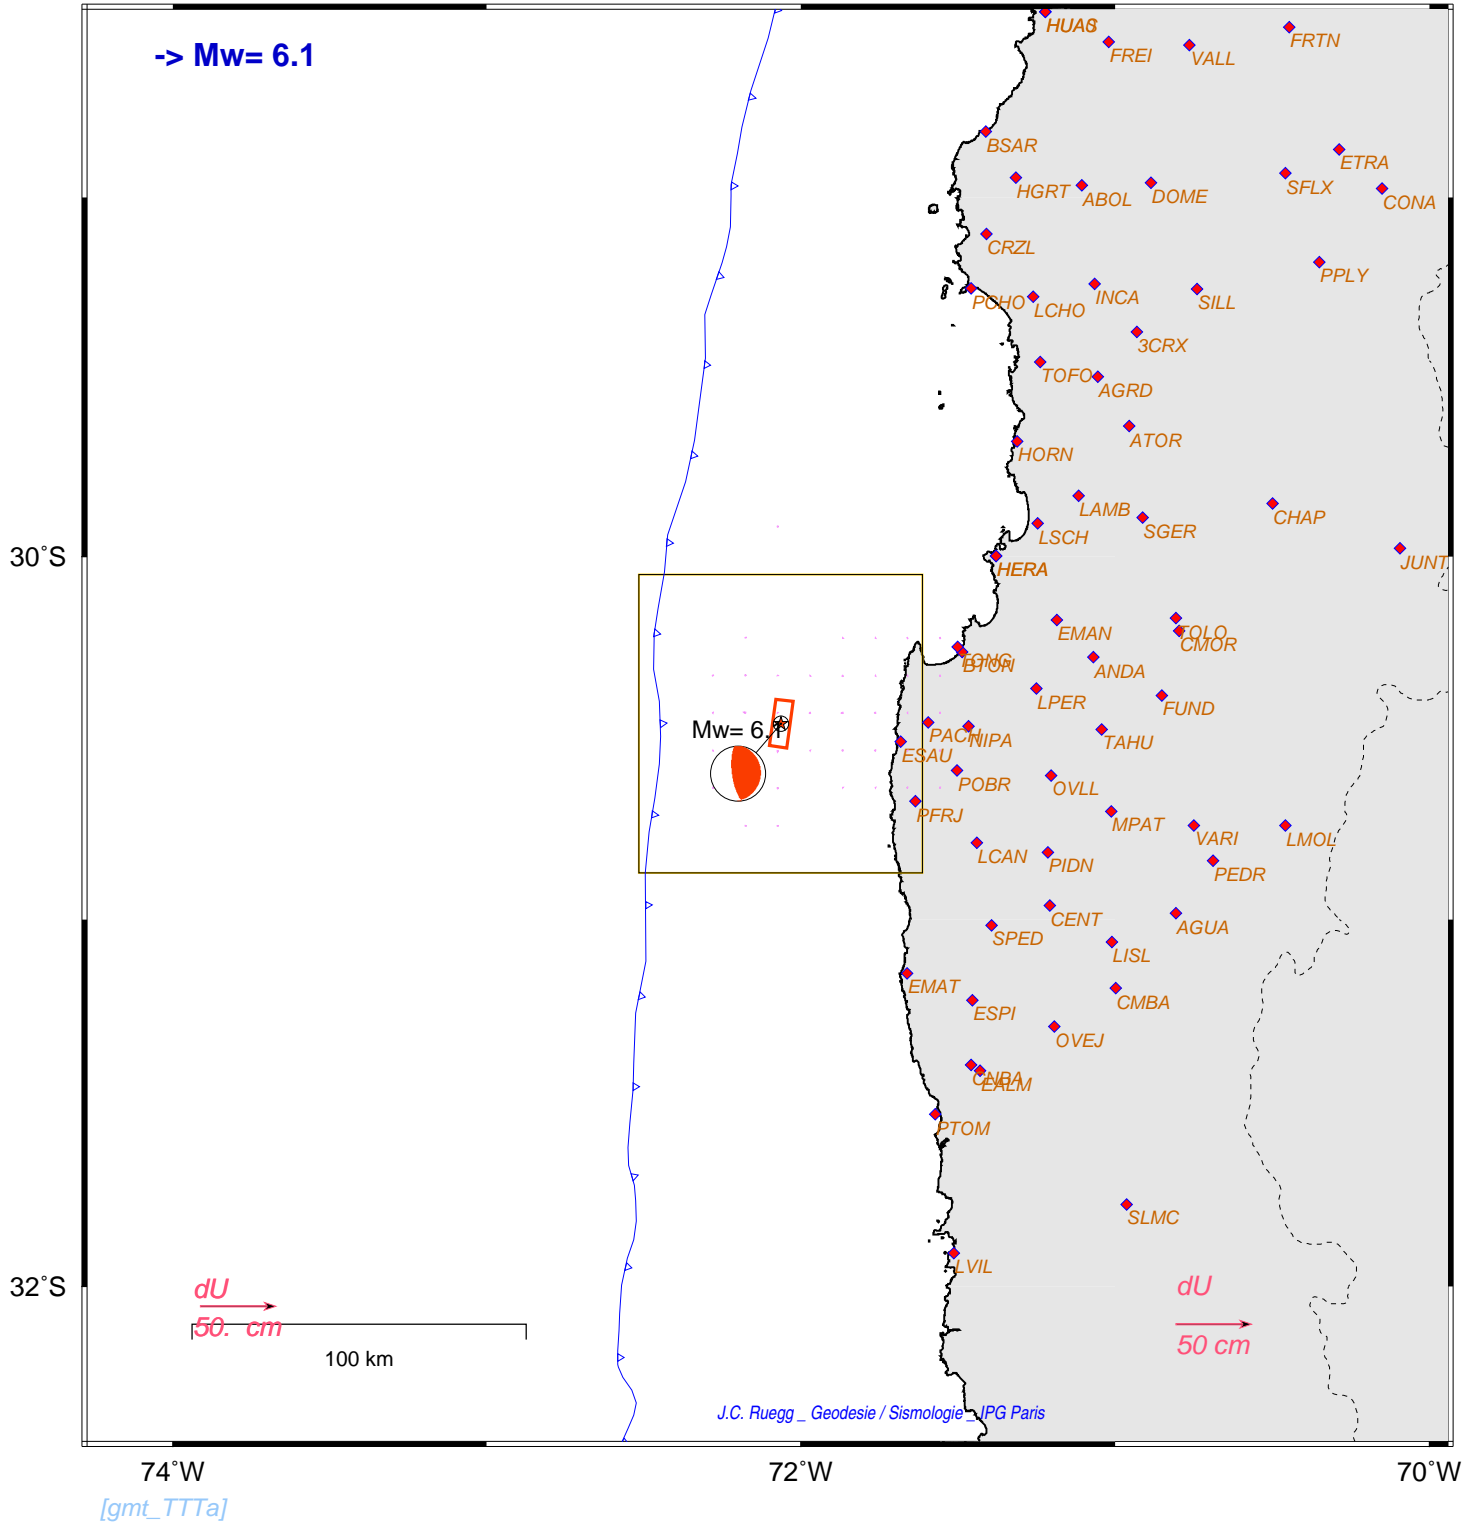 -> Mw= 6.1
FREI
VALL
FRTN
BSAR
ETRA
HGRT
ABOL
DOME
SFLX
CONA
CRZL
PPLY
PCHO
LCHO
INCA
SILL
3CRX
TOFO
AGRD
ATOR
HORN
LAMB
LSCH
SGER
CHAP
30°S
HERA
JUNT
EMAN
TOLO
CMOR
TONG
BTON
ANDA
LPER
FUND
Mw= 6.1
PACH
NIPA
TAHU
ESAU
POBR
OVLL
PFRJ
MPAT
VARI
LMOL
LCAN
PIDN
PEDR
CENT
AGUA
SPED
LISL
EMAT
ESPI
CMBA
OVEJ
CNBA
EALM
PTOM
SLMC
LVIL
32°S
dU
50. cm
100 km
dU
50 cm
J.C. Ruegg _ Geodesie / Sismologie _ IPG Paris
74°W
72°W
70°W
[gmt_TTTa]